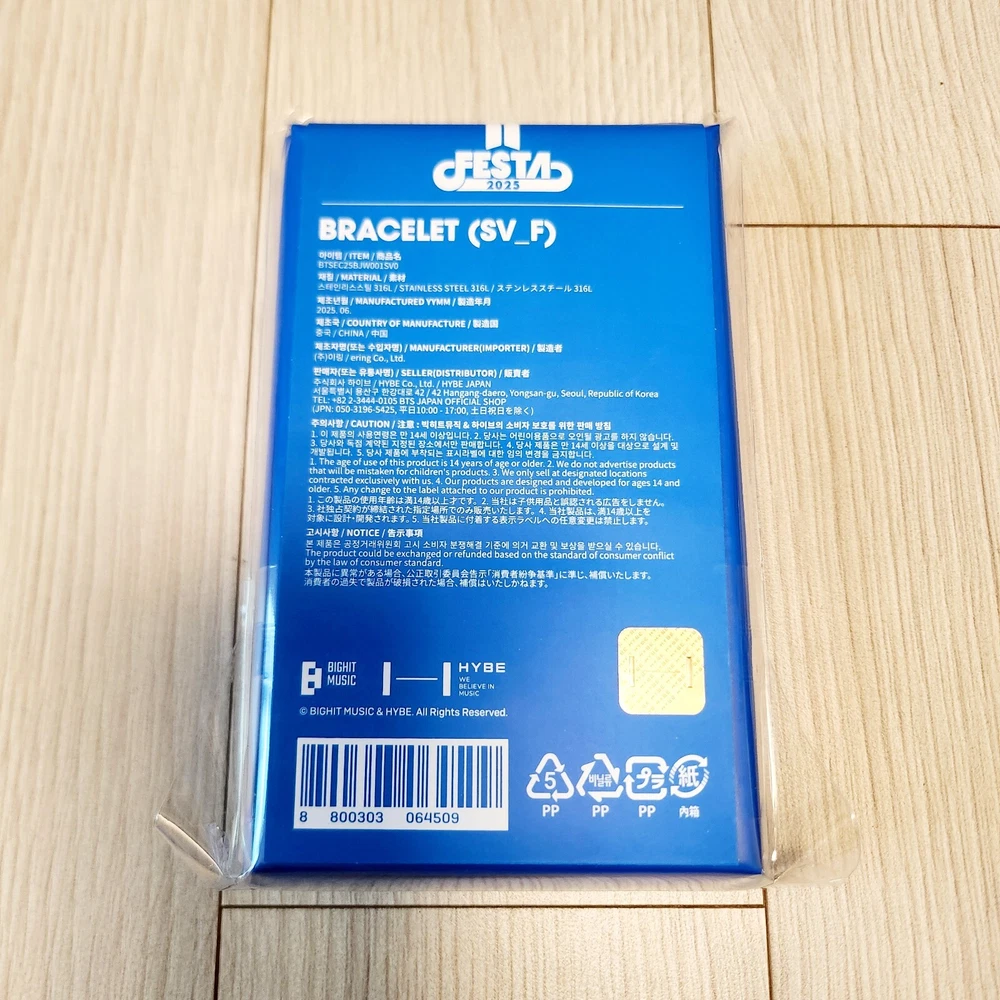 FESTA
2025
BRACELET (SV_F)
아이템 / ITEM / 商品名
BTSEC25BJW001SV0
재질 / MATERIAL / 素材
스테인리스스틸 316L / STAINLESS STEEL 316L / ステンレススチール 316L
제조년월 / MANUFACTURED YYMM / 製造年月
2025. 06.
제조국 / COUNTRY OF MANUFACTURE / 製造国
중국 / CHINA / 中国
제조자명(또는 수입자명) / MANUFACTURER(IMPORTER) / 製造者
(주)이링 / ering Co., Ltd.
판매자(또는 유통사명) / SELLER(DISTRIBUTOR) / 販賣者
주식회사 하이브 / HYBE Co., Ltd. / HYBE JAPAN
서울특별시 용산구 한강대로 42 / 42 Hangang-daero, Yongsan-gu, Seoul, Republic of Korea
TEL: +82 2-3444-0105 BTS JAPAN OFFICIAL SHOP
(JPN: 050-3196-5425, 平日10:00 - 17:00, 土日祝日を除く)
주의사항 / CAUTION / 注意 : 빅히트뮤직 & 하이브의 소비자 보호를 위한 판매 방침
1. 이 제품의 사용연령은 만 14세 이상입니다. 2. 당사는 어린이용품으로 오인될 광고를 하지 않습니다.
3. 당사와 독점 계약된 지정된 장소에서만 판매합니다. 4. 당사 제품은 만 14세 이상을 대상으로 설계 및
개발됩니다. 5. 당사 제품에 부착되는 표시라벨에 대한 임의 변경을 금지합니다.
1. The age of use of this product is 14 years of age or older. 2. We do not advertise products
that will be mistaken for children's products. 3. We only sell at designated locations
contracted exclusively with us. 4. Our products are designed and developed for ages 14 and
older. 5. Any change to the label attached to our product is prohibited.
1. この製品の使用年齢は満14歳以上才です。2. 当社は子供用品と誤認される広告をしません。
3. 社独占契約が締結された指定場所でのみ販売いたします。4. 当社製品は、満14歳以上を
対象に設計・開発されます。5. 当社製品に付着する表示ラベルへの任意変更は禁止します。
고시사항 / NOTICE / 告示事項
본 제품은 공정거래위원회 고시 소비자 분쟁해결 기준에 의거 교환 및 보상을 받으실 수 있습니다.
The product could be exchanged or refunded based on the standard of consumer conflict
by the law of consumer standard.
本製品に異常がある場合、公正取引委員会告示「消費者紛争基準」に準じ、補償いたします。
消費者の過失で製品が破損された場合、補償はいたしかねます。
BIGHIT
MUSIC
HYBE
WE
BELIEVE IN
MUSIC
© BIGHIT MUSIC & HYBE. All Rights Reserved.
8 800303 064509
5
PP
비닐류
PP
プラ
PP
紙
内箱